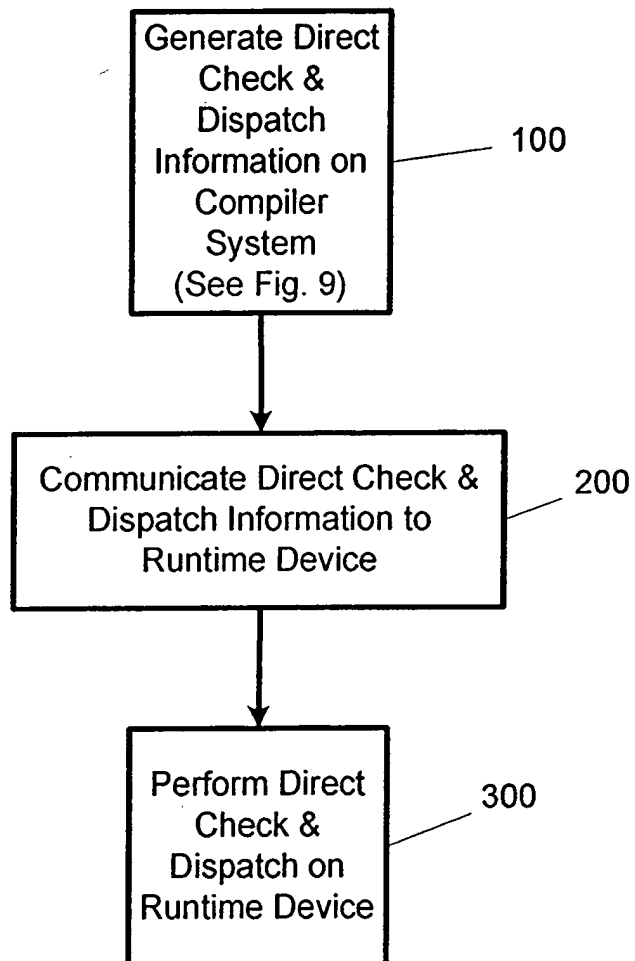 Generate Direct
Check &
Dispatch
Information on
Compiler
System
(See Fig. 9)
100
Communicate Direct Check &
Dispatch Information to
Runtime Device
200
Perform Direct
Check &
Dispatch on
Runtime Device
300